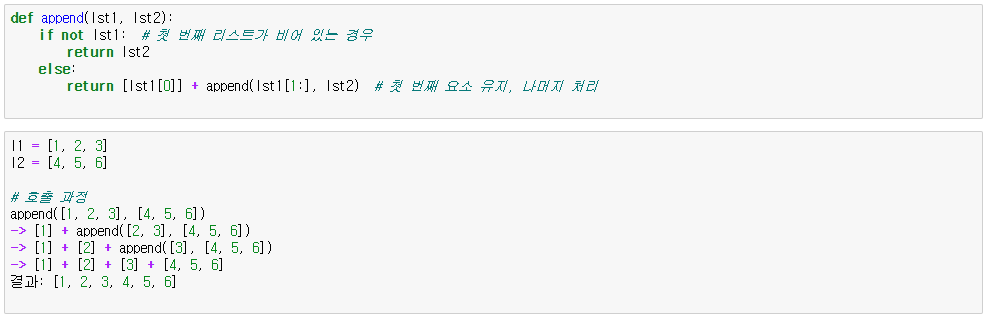 def append(lst1, lst2):
    if not lst1:  # 첫 번째 리스트가 비어 있는 경우
        return lst2
    else:
        return [lst1[0]] + append(lst1[1:], lst2)  # 첫 번째 요소 유지, 나머지 처리
l1 = [1, 2, 3]
l2 = [4, 5, 6]
# 호출 과정
append([1, 2, 3], [4, 5, 6])
-> [1] + append([2, 3], [4, 5, 6])
-> [1] + [2] + append([3], [4, 5, 6])
-> [1] + [2] + [3] + [4, 5, 6]
결과: [1, 2, 3, 4, 5, 6]